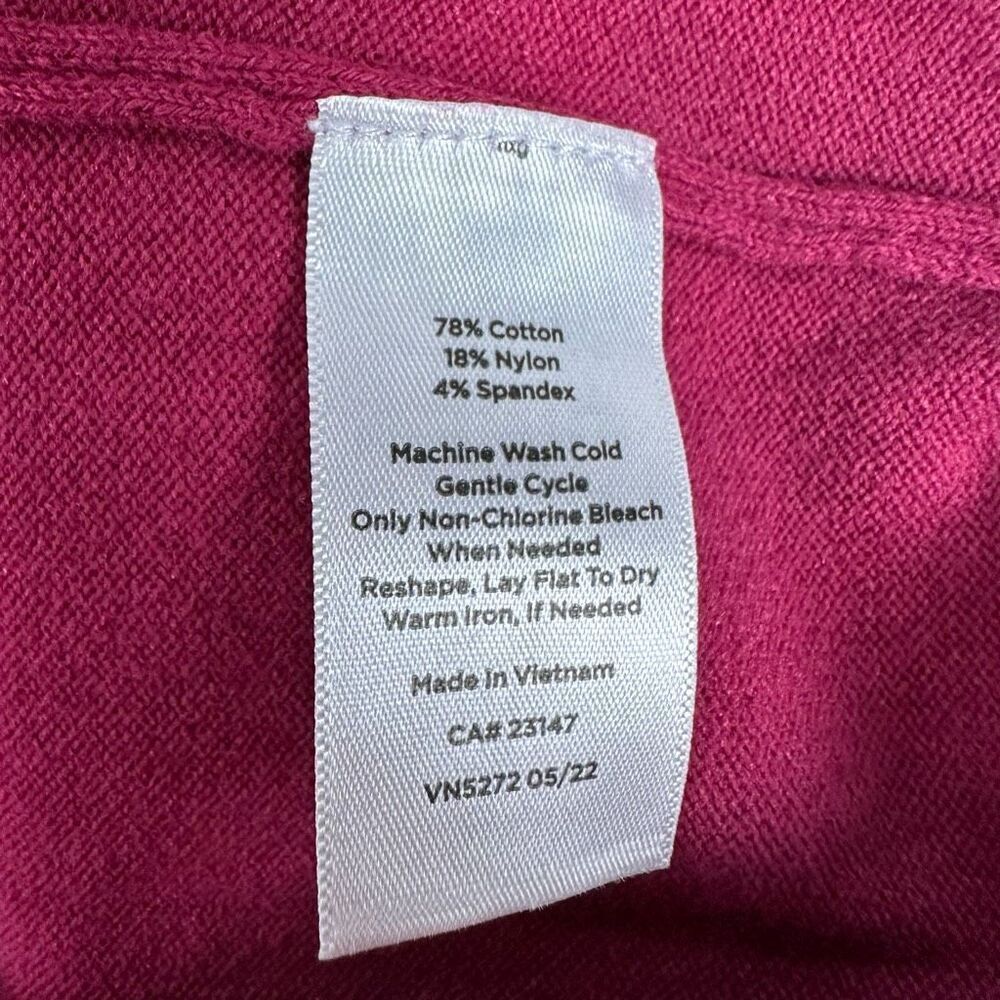 78% Cotton
18% Nylon
4% Spandex
Machine Wash Cold
Gentle Cycle
Only Non-Chlorine Bleach
When Needed
Reshape, Lay Flat To Dry
Warm Iron, If Needed
Made In Vietnam
CA# 23147
VN5272 05/22